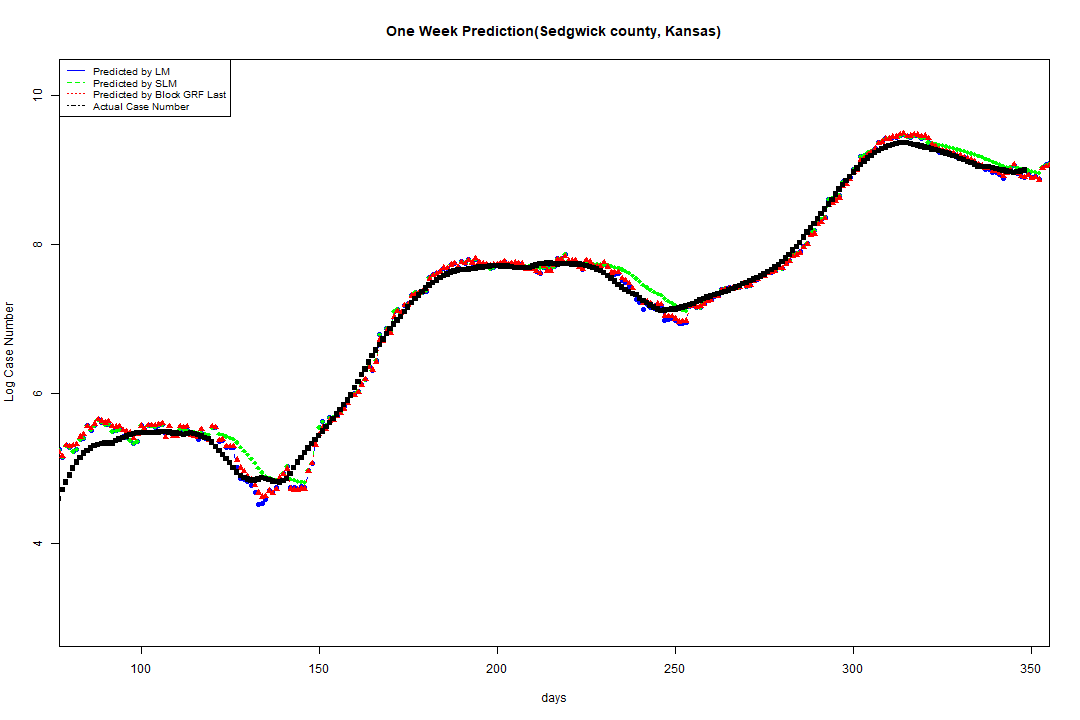 One Week Prediction(Sedgwick county, Kansas)
Predicted by LM
Predicted by SLM
Predicted by Block GRF Last
Actual Case Number
10
8
6
4
Log Case Number
100 150 200 250 300 350
days